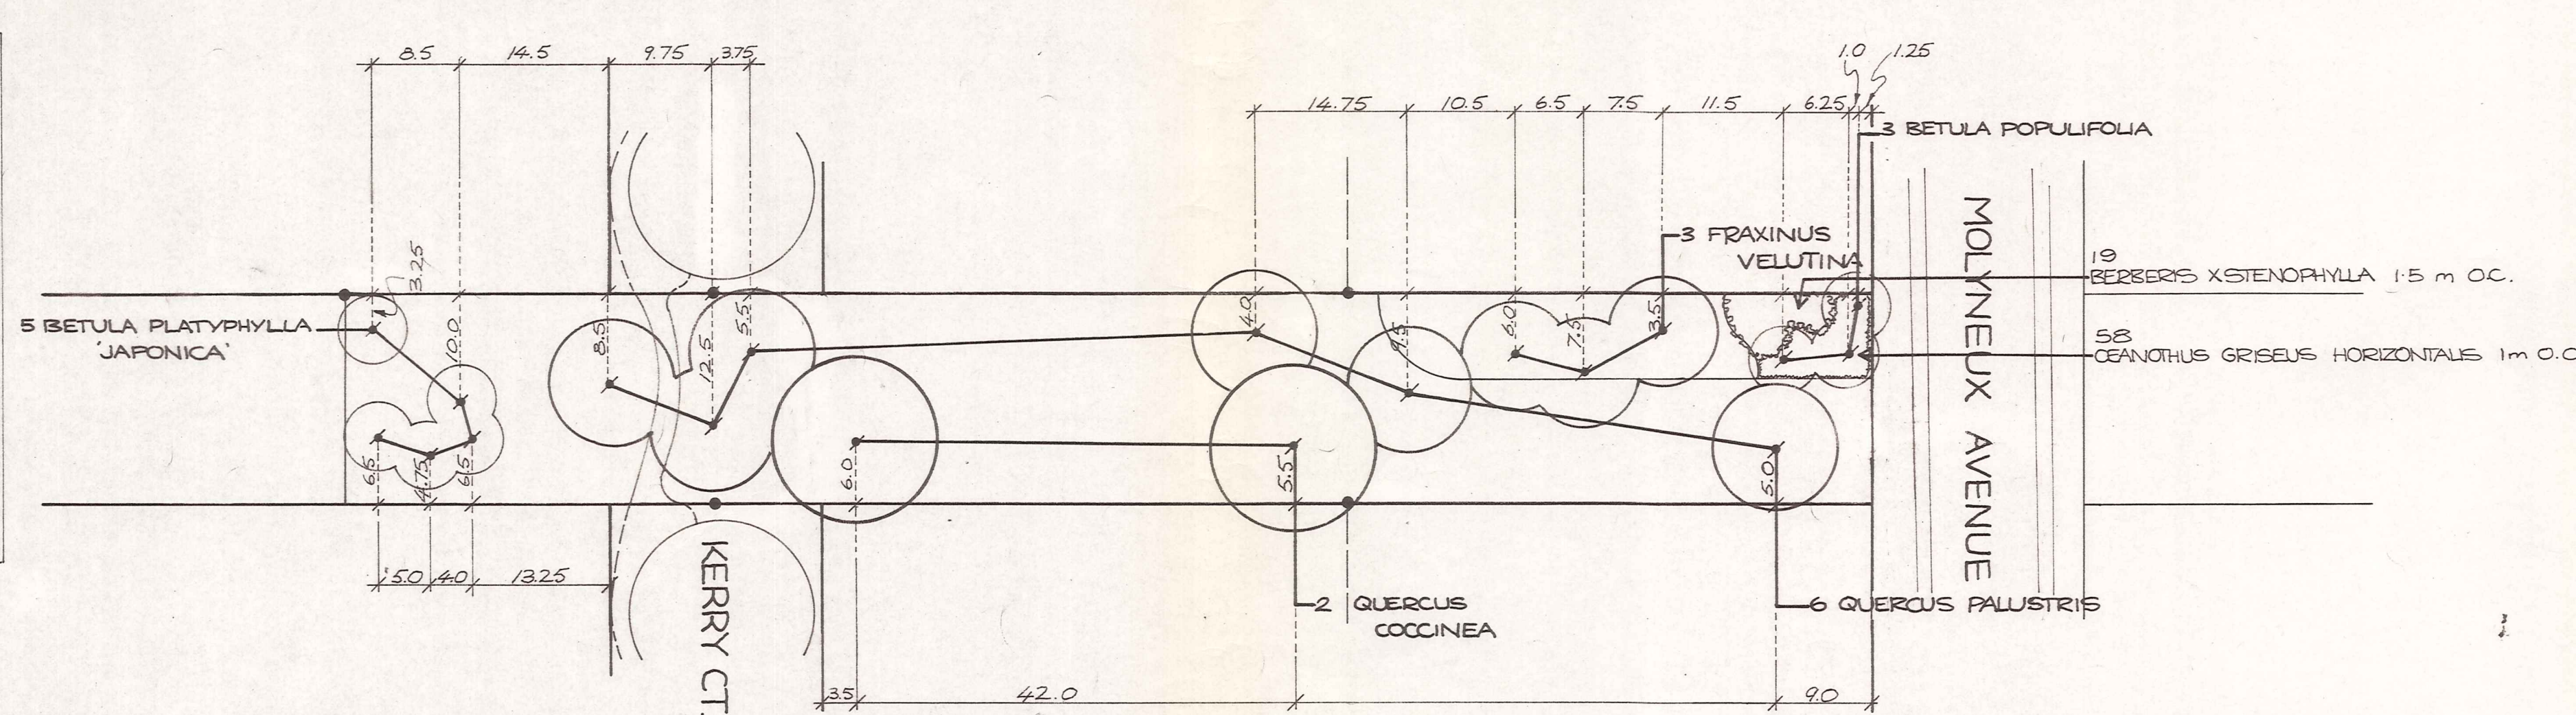 8.5 14.5 9.75 3.75
1.0 1.25
14.75 10.5 6.5 7.5 11.5 6.25
3 BETULA POPULIFOLIA
3 FRAXINUS
VELUTINA
19
BERBERIS X STENOPHYLLA 1·5 m O.C.
3.25
5 BETULA PLATYPHYLLA
'JAPONICA'
10.0
8.5
12.5
5.5
4.0
9.5
6.0
7.5
3.5
58
CEANOTHUS GRISEUS HORIZONTALIS 1m O.C
MOLYNEUX AVENUE
6.5
4.75
6.5
6.0
5.5
5.0
5.0 4.0 13.25
KERRY CT.
2 QUERCUS
COCCINEA
6 QUERCUS PALUSTRIS
3.5 42.0 9.0